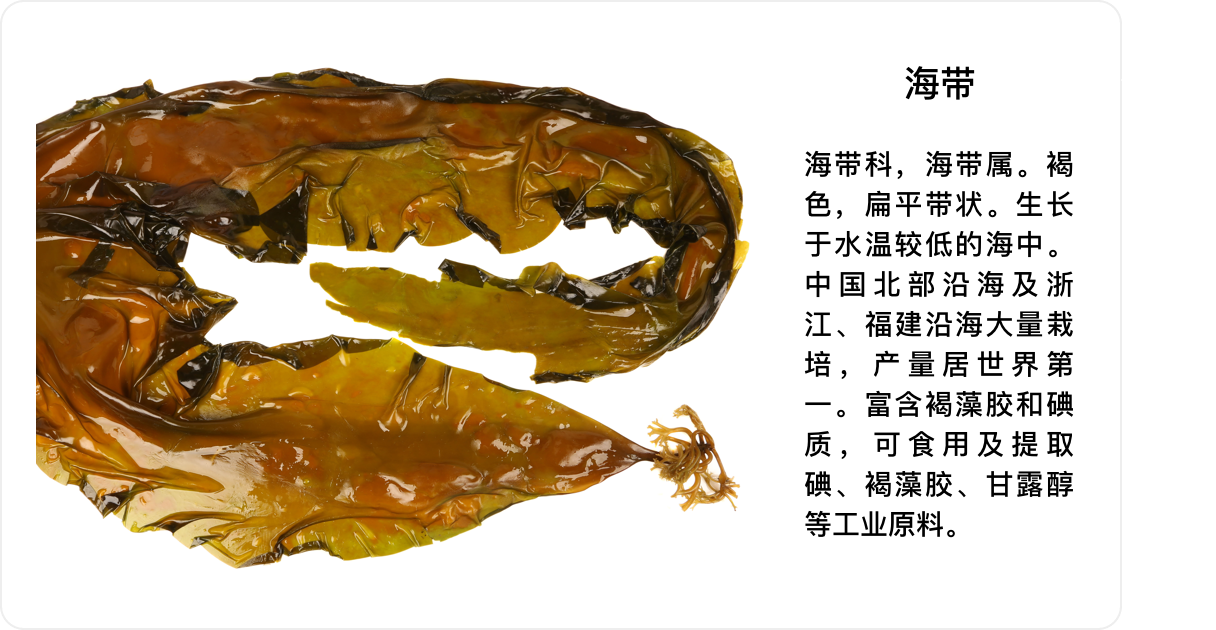 海带
海带科，海带属。褐
色，扁平带状。生长
于水温较低的海中。
中国北部沿海及浙
江、福建沿海大量栽
培，产量居世界第
一。富含褐藻胶和碘
质，可食用及提取
碘、褐藻胶、甘露醇
等工业原料。